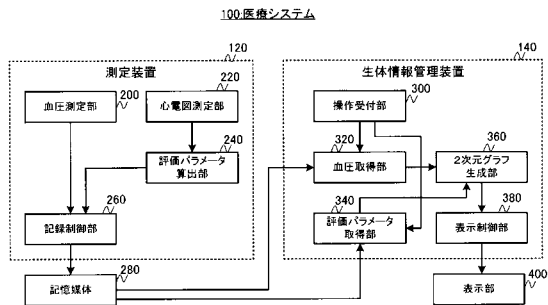 100:医療システム
120
測定装置
200
血圧測定部
220
心電図測定部
240
評価パラメータ
算出部
260
記録制御部
280
記憶媒体
140
生体情報管理装置
300
操作受付部
320
血圧取得部
340
評価パラメータ
取得部
360
2次元グラフ
生成部
380
表示制御部
400
表示部